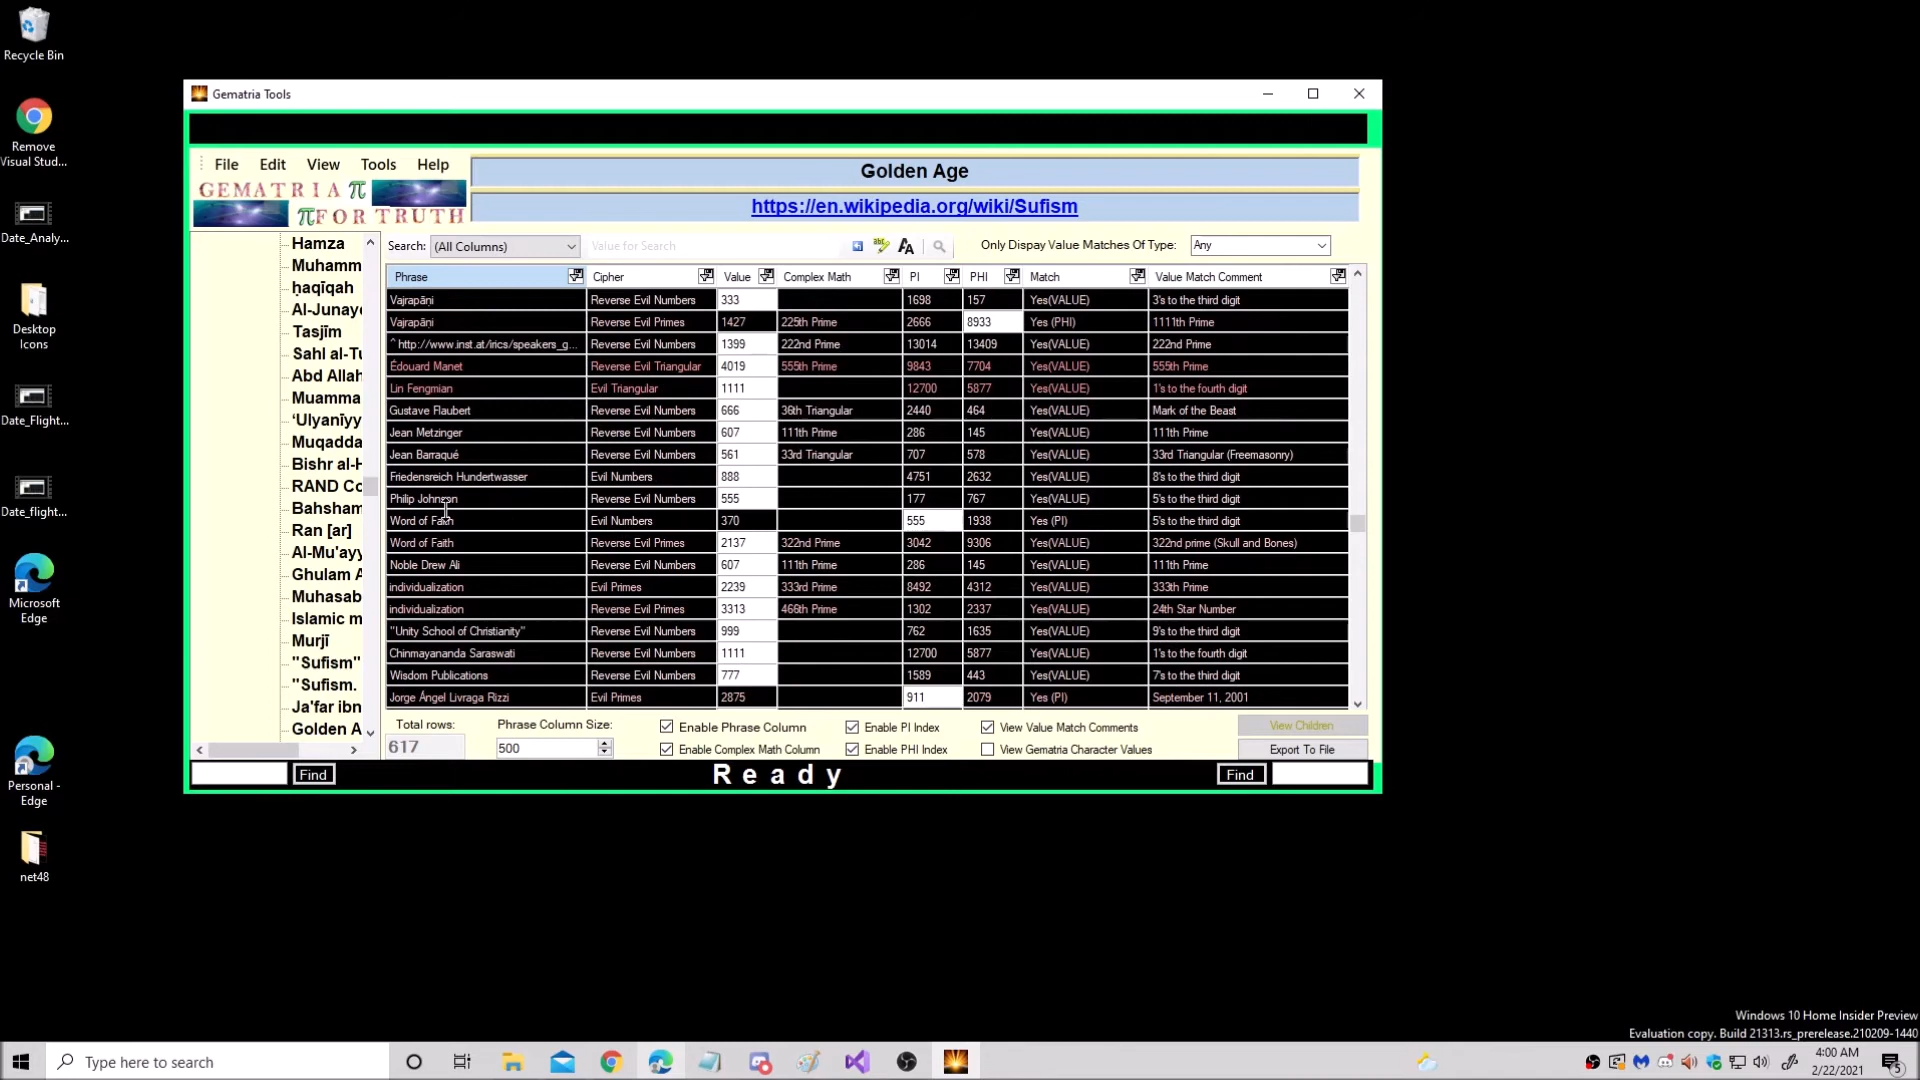 Recycle Bin
Remove
Visual Stud...
Date_Analy...
Desktop
Icons
Date_Flight...
Date_flight...
Microsoft
Edge
Personal -
Edge
net48
Gematria Tools
File Edit View Tools Help
GEMATRIA π
πFOR TRUTH
Golden Age
https://en.wikipedia.org/wiki/Sufism
Hamza
Muhamm
ḥaqīqah
Al-Junay
Tasjīm
Sahl al-Tu
Abd Allah
Muamma
‘Ulyanīyy
Muqadda
Bishr al-H
RAND Co
Bahsham
Ran [ar]
Al-Mu'ayy
Ghulam A
Muhasab
Islamic m
Murjī
"Sufism"
"Sufism.
Ja'far ibn
Golden A
Search: (All Columns) Value for Search Only Dispay Value Matches Of Type: Any
Phrase Cipher Value Complex Math PI PHI Match Value Match Comment
Vajrapāṇi Reverse Evil Numbers 333 1698 157 Yes(VALUE) 3's to the third digit
Vajrapāṇi Reverse Evil Primes 1427 225th Prime 2666 8933 Yes (PHI) 1111th Prime
^ http://www.inst.at/irics/speakers_g... Reverse Evil Numbers 1399 222nd Prime 13014 13409 Yes(VALUE) 222nd Prime
Édouard Manet Reverse Evil Triangular 4019 555th Prime 9843 7704 Yes(VALUE) 555th Prime
Lin Fengmian Evil Triangular 1111 12700 5877 Yes(VALUE) 1's to the fourth digit
Gustave Flaubert Reverse Evil Numbers 666 36th Triangular 2440 464 Yes(VALUE) Mark of the Beast
Jean Metzinger Reverse Evil Numbers 607 111th Prime 286 145 Yes(VALUE) 111th Prime
Jean Barraqué Reverse Evil Numbers 561 33rd Triangular 707 578 Yes(VALUE) 33rd Triangular (Freemasonry)
Friedensreich Hundertwasser Evil Numbers 888 4751 2632 Yes(VALUE) 8's to the third digit
Philip Johnson Reverse Evil Numbers 555 177 767 Yes(VALUE) 5's to the third digit
Word of Faith Evil Numbers 370 555 1938 Yes (PI) 5's to the third digit
Word of Faith Reverse Evil Primes 2137 322nd Prime 3042 9306 Yes(VALUE) 322nd prime (Skull and Bones)
Noble Drew Ali Reverse Evil Numbers 607 111th Prime 286 145 Yes(VALUE) 111th Prime
individualization Evil Primes 2239 333rd Prime 8492 4312 Yes(VALUE) 333th Prime
individualization Reverse Evil Primes 3313 466th Prime 1302 2337 Yes(VALUE) 24th Star Number
"Unity School of Christianity" Reverse Evil Numbers 999 762 1635 Yes(VALUE) 9's to the third digit
Chinmayananda Saraswati Reverse Evil Numbers 1111 12700 5877 Yes(VALUE) 1's to the fourth digit
Wisdom Publications Reverse Evil Numbers 777 1589 443 Yes(VALUE) 7's to the third digit
Jorge Ángel Livraga Rizzi Evil Primes 2875 911 2079 Yes (PI) September 11, 2001
Total rows: Phrase Column Size: Enable Phrase Column Enable PI Index View Value Match Comments View Children
617 500 Enable Complex Math Column Enable PHI Index View Gematria Character Values Export To File
Find Ready Find
Windows 10 Home Insider Preview
Evaluation copy. Build 21313.rs_prerelease.210209-1440
Type here to search
4:00 AM
2/22/2021
5